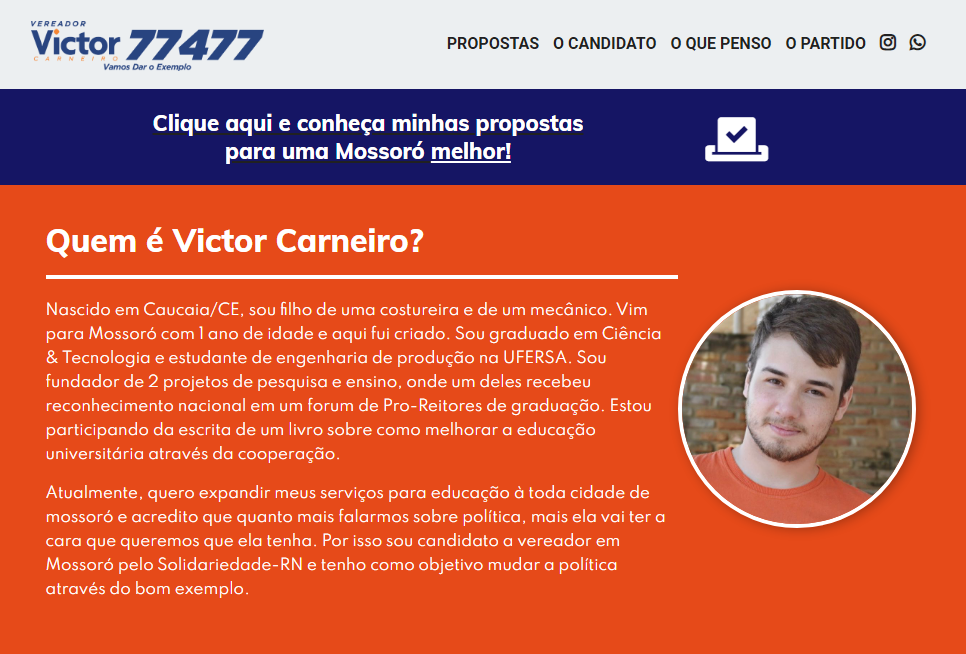 VEREADOR
Victor 77477
CARNEIRO
Vamos Dar o Exemplo
PROPOSTAS O CANDIDATO O QUE PENSO O PARTIDO
Clique aqui e conheça minhas propostas
para uma Mossoró melhor!
Quem é Victor Carneiro?
Nascido em Caucaia/CE, sou filho de uma costureira e de um mecânico. Vim
para Mossoró com 1 ano de idade e aqui fui criado. Sou graduado em Ciência
& Tecnologia e estudante de engenharia de produção na UFERSA. Sou
fundador de 2 projetos de pesquisa e ensino, onde um deles recebeu
reconhecimento nacional em um forum de Pro-Reitores de graduação. Estou
participando da escrita de um livro sobre como melhorar a educação
universitária através da cooperação.
Atualmente, quero expandir meus serviços para educação à toda cidade de
mossoró e acredito que quanto mais falarmos sobre política, mais ela vai ter a
cara que queremos que ela tenha. Por isso sou candidato a vereador em
Mossoró pelo Solidariedade-RN e tenho como objetivo mudar a política
através do bom exemplo.